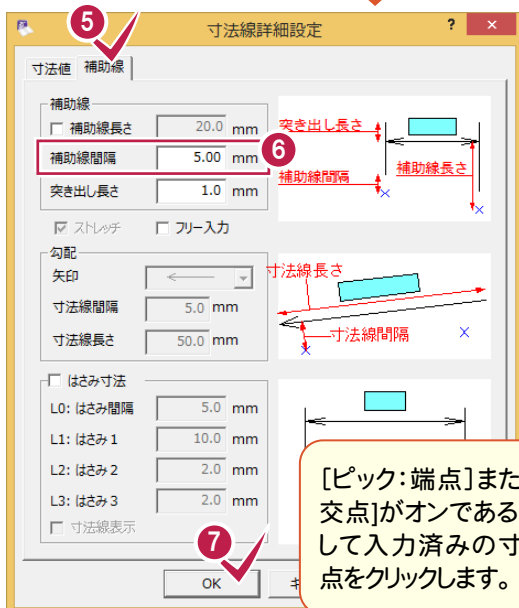 5
寸法線詳細設定 ? ×
寸法値 補助線
補助線
補助線長さ 20.0 mm
6
補助線間隔 5.00 mm
突き出し長さ 1.0 mm
突き出し長さ
補助線間隔
補助線長さ
ストレッチ フリー入力
勾配
矢印
寸法線間隔 5.0 mm
寸法線長さ 50.0 mm
寸法線長さ
寸法線間隔
はさみ寸法
L0: はさみ間隔 5.0 mm
L1: はさみ1 10.0 mm
L2: はさみ2 2.0 mm
L3: はさみ3 2.0 mm
寸法線表示
7
OK キ
[ピック：端点]また
交点]がオンである
して入力済みの寸
点をクリックします。